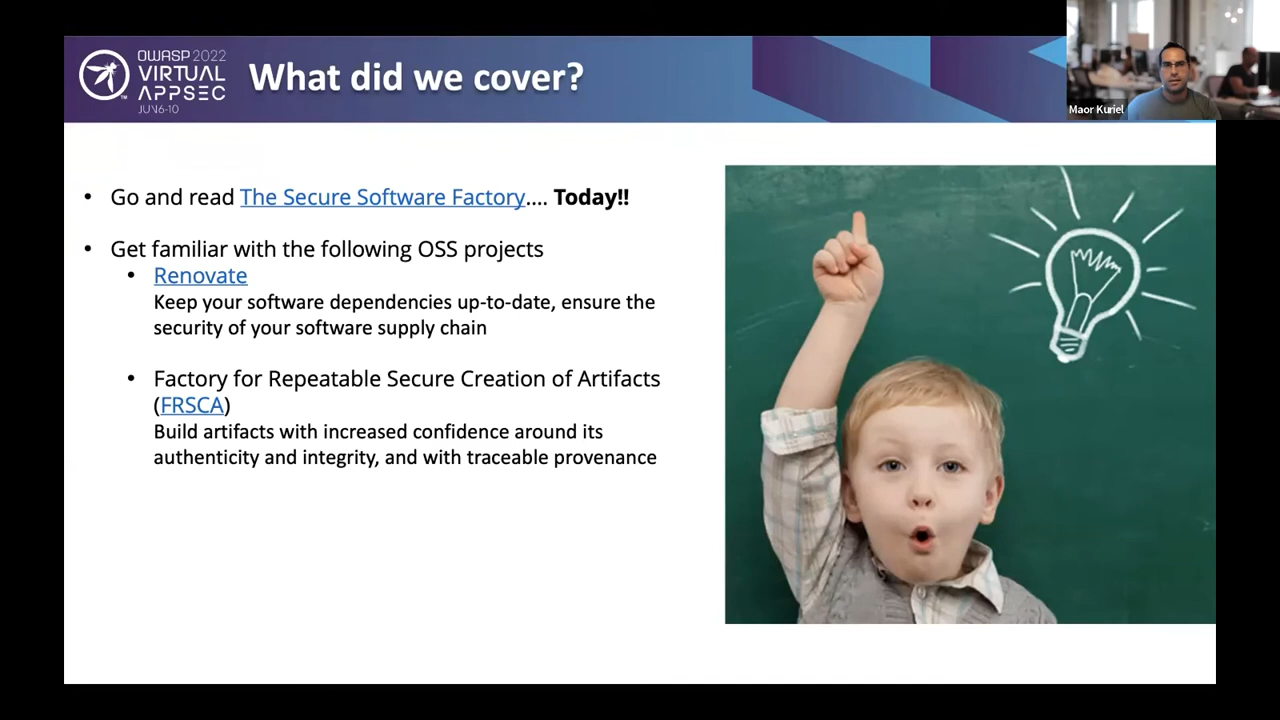 OWASP 2022
VIRTUAL
APPSEC
JUN 6-10
What did we cover?
Maor Kuriel
• Go and read The Secure Software Factory.... Today!!
• Get familiar with the following OSS projects
• Renovate
Keep your software dependencies up-to-date, ensure the
security of your software supply chain
• Factory for Repeatable Secure Creation of Artifacts
(FRSCA)
Build artifacts with increased confidence around its
authenticity and integrity, and with traceable provenance